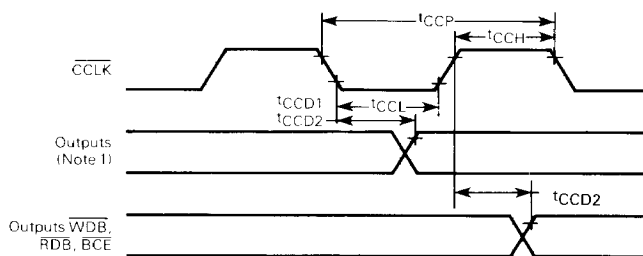 tCCP
tCCH
CCLK
tCCD1
tCCL
tCCD2
Outputs
(Note 1)
tCCD2
Outputs WDB,
RDB, BCE